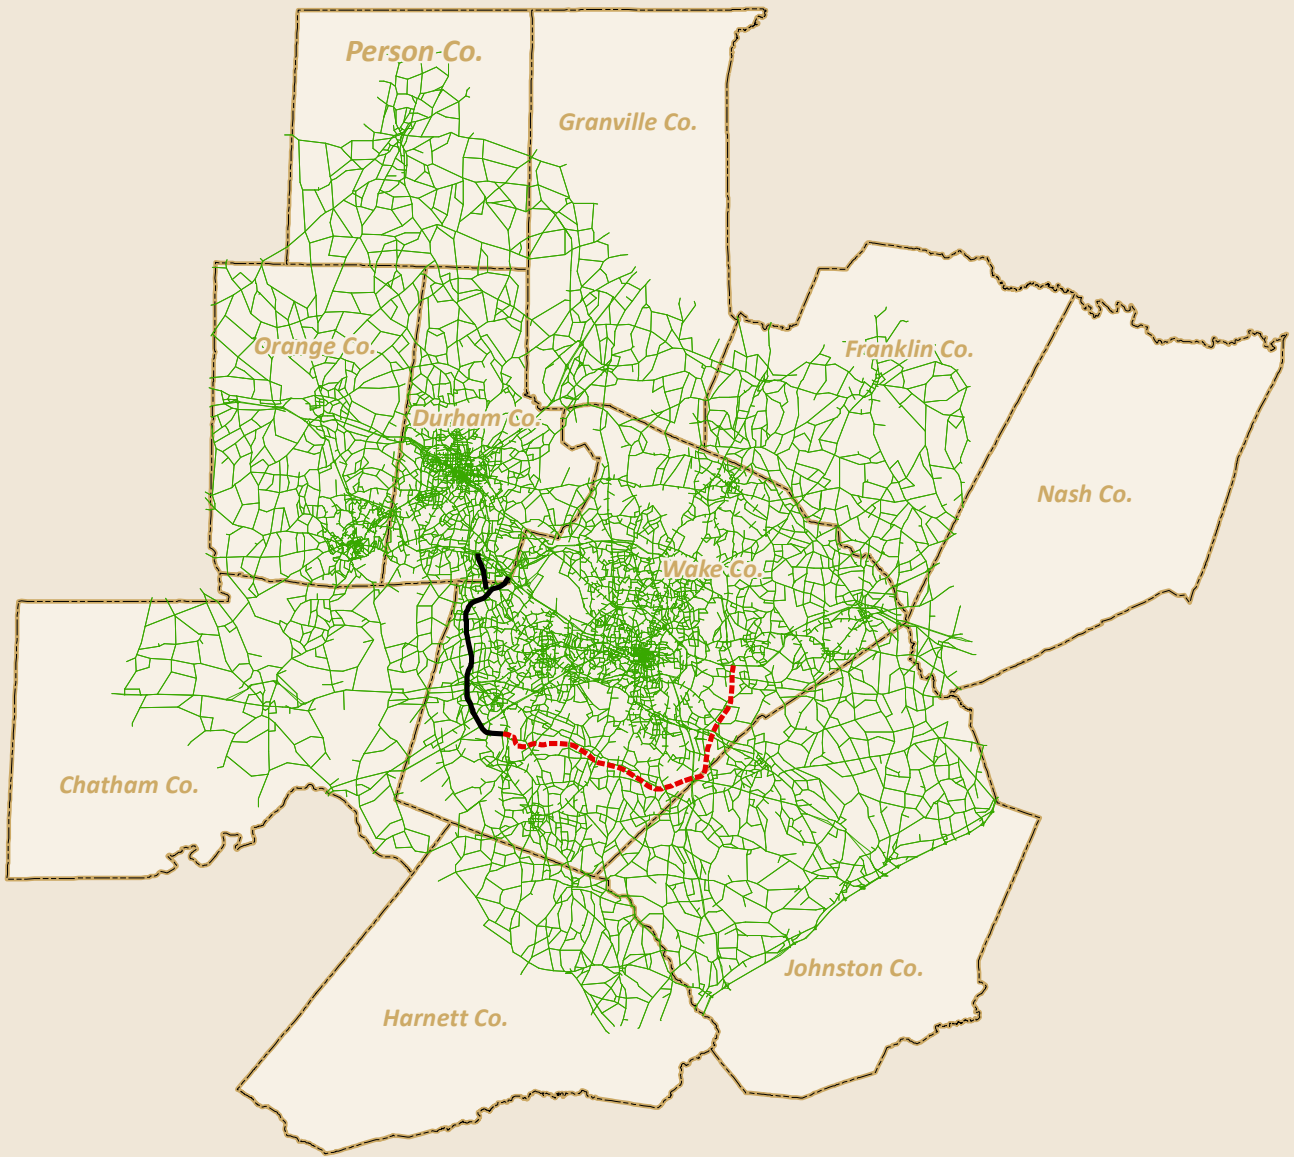 Person Co.
Granville Co.
Orange Co.
Franklin Co.
Durham Co.
Nash Co.
Wake Co.
Chatham Co.
Johnston Co.
Harnett Co.